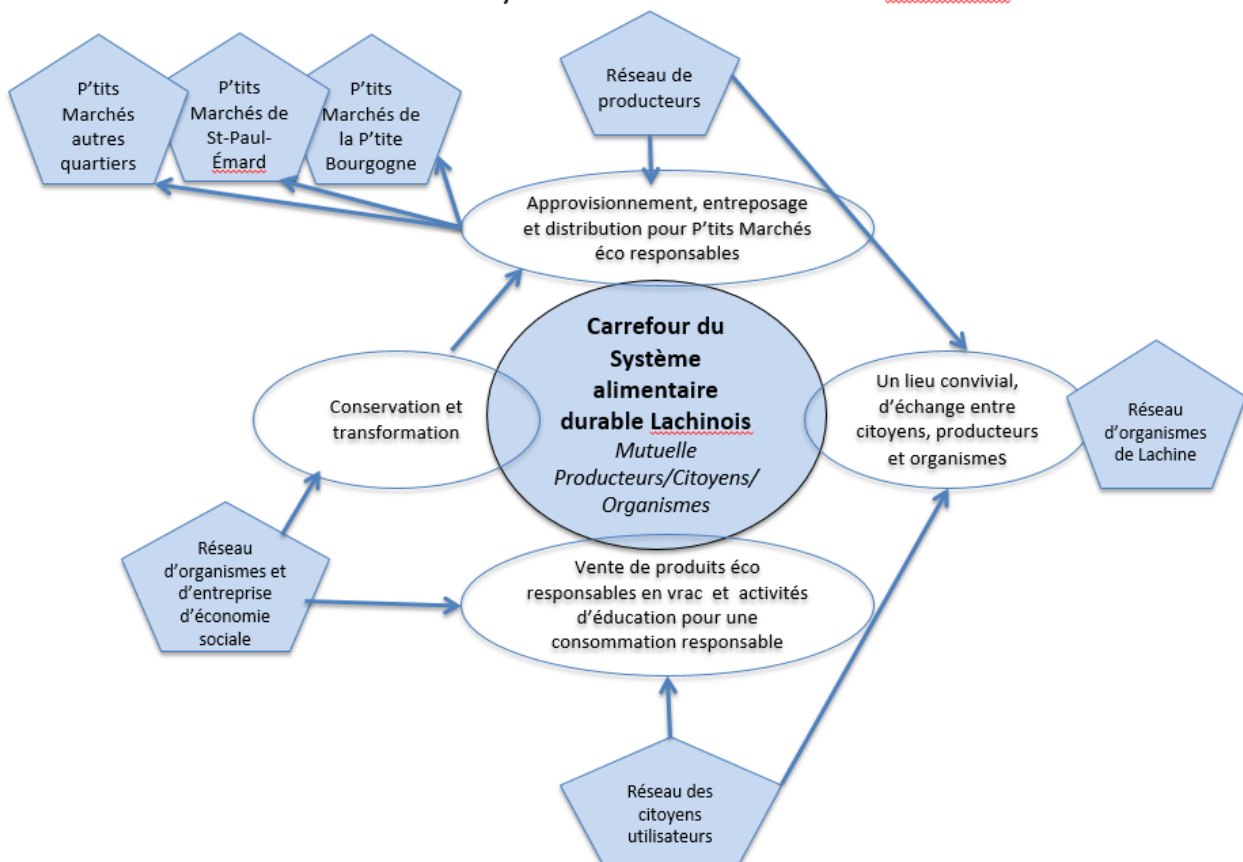 P'tits
Marchés
autres
quartiers
P'tits
Marchés de
St-Paul-
Émard
P'tits
Marchés de
la P'tite
Bourgogne
Réseau de
producteurs
Approvisionnement, entreposage
et distribution pour P'tits Marchés
éco responsables
Carrefour du
Système
alimentaire
durable Lachinois
Mutuelle
Producteurs/Citoyens/
Organismes
Conservation et
transformation
Un lieu convivial,
d'échange entre
citoyens, producteurs
et organismes
Réseau
d'organismes
de Lachine
Réseau
d'organismes et
d'entreprise
d'économie
sociale
Vente de produits éco
responsables en vrac et activités
d'éducation pour une
consommation responsable
Réseau des
citoyens
utilisateurs